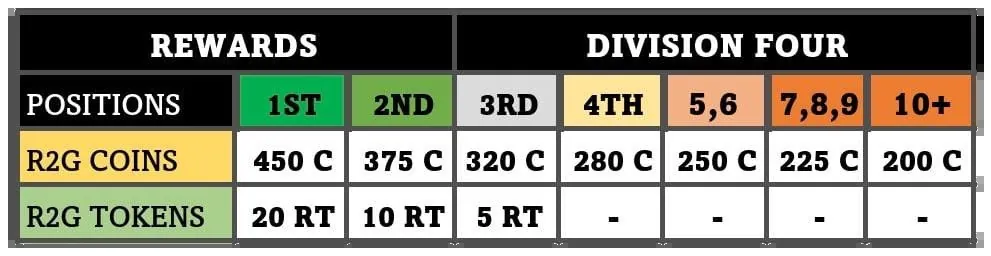 REWARDS DIVISION FOUR
POSITIONS 1ST 2ND 3RD 4TH 5,6 7,8,9 10+
R2G COINS 450 C 375 C 320 C 280 C 250 C 225 C 200 C
R2G TOKENS 20 RT 10 RT 5 RT - - - -